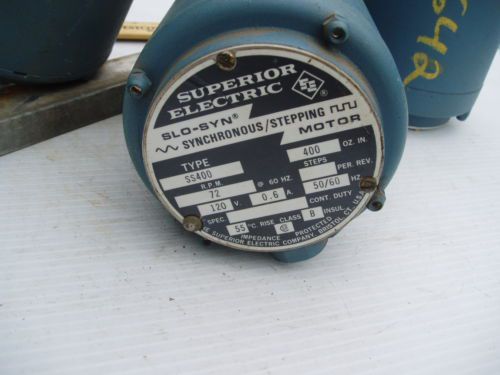 SUPERIOR
ELECTRIC
SLO-SYN®
SYNCHRONOUS/STEPPING
MOTOR
TYPE
SS400
400 OZ. IN.
R.P.M.
STEPS
PER. REV.
72 @ 60 HZ.
50/60 HZ.
120 V. 0.6 A.
CONT. DUTY
SPEC.
55 °C RISE CLASS B INSUL.
IMPEDANCE PROTECTED
SUPERIOR ELECTRIC COMPANY, BRISTOL, CT., U.S.A.
642